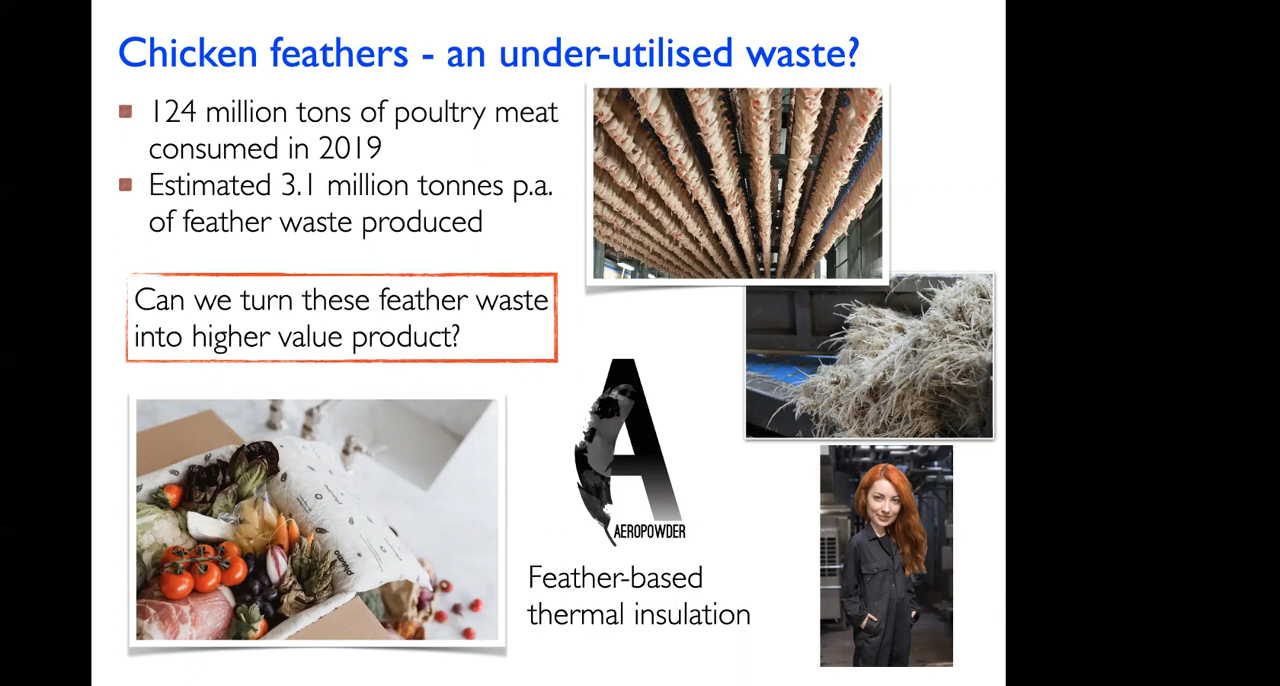 Chicken feathers - an under-utilised waste?
124 million tons of poultry meat
consumed in 2019
Estimated 3.1 million tonnes p.a.
of feather waste produced
Can we turn these feather waste
into higher value product?
pluumo
A
AEROPOWDER
Feather-based
thermal insulation